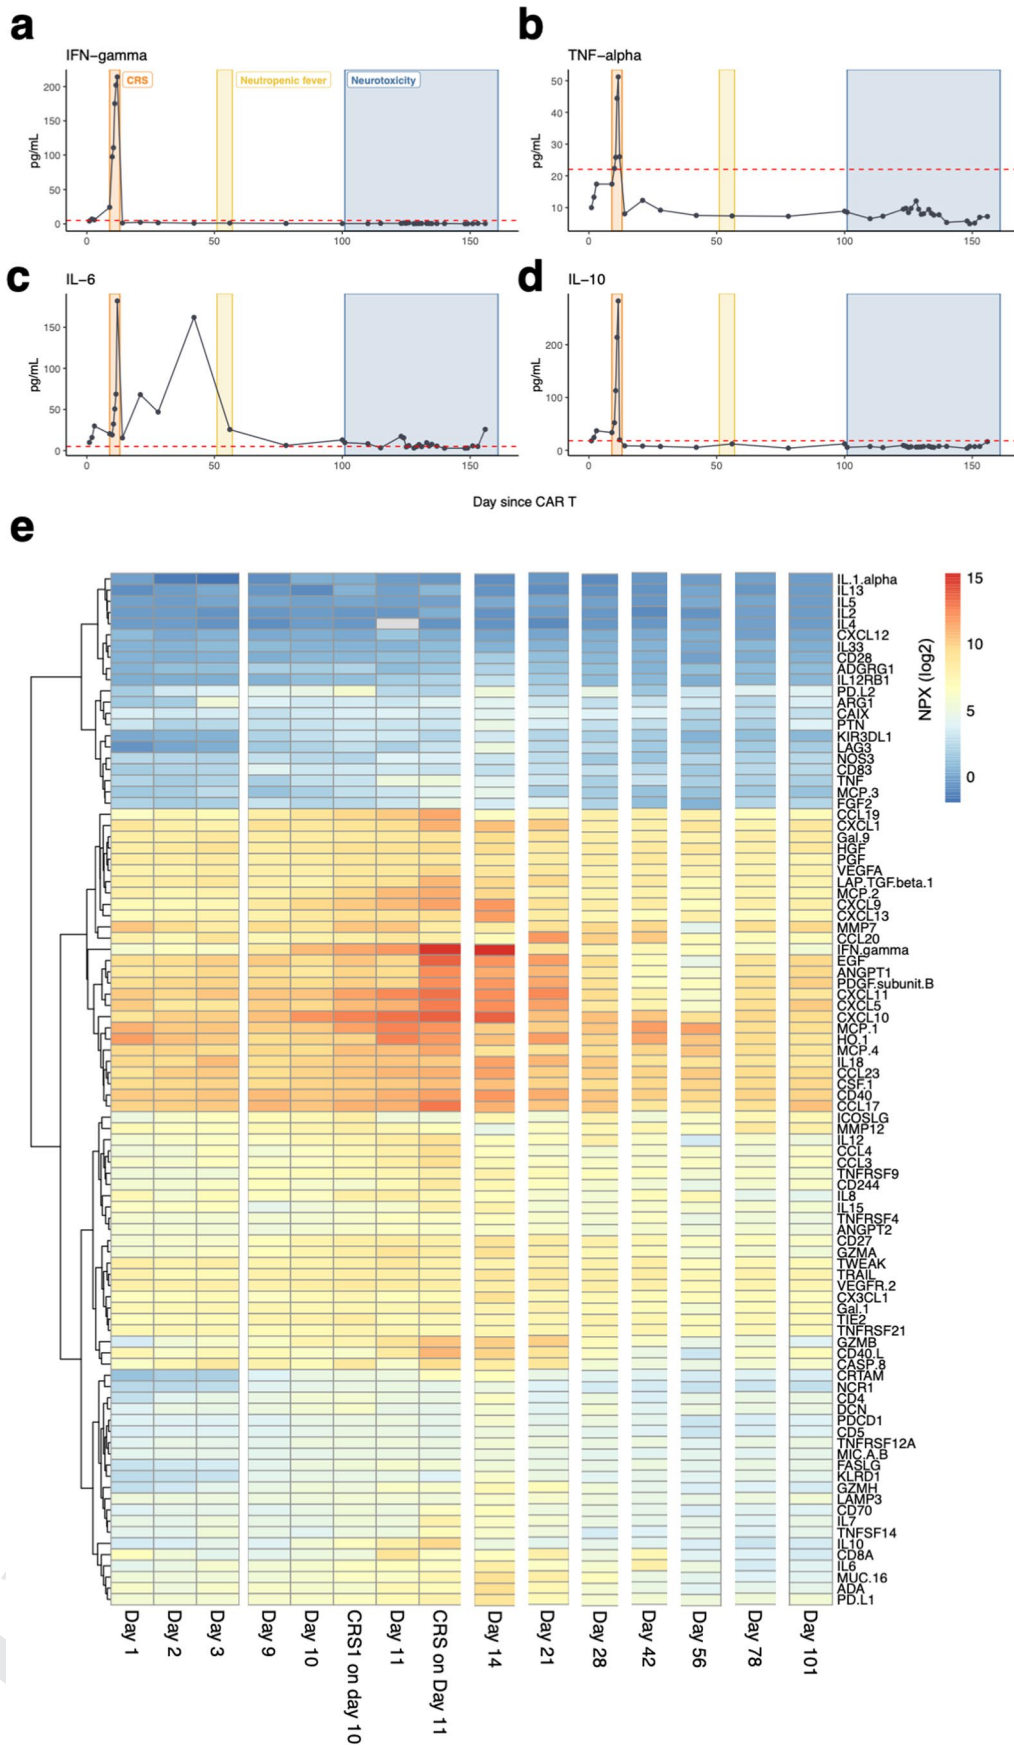 a
IFN−gamma
pg/mL
200
150
100
50
0
CRS
Neutropenic fever
Neurotoxicity
0
50
100
150
b
TNF−alpha
pg/mL
50
40
30
20
10
0
50
100
150
c
IL−6
pg/mL
150
100
50
0
0
50
100
150
d
IL−10
pg/mL
200
100
0
0
50
100
150
Day since CAR T
e
IL.1.alpha
IL13
IL5
IL2
IL4
CXCL12
IL33
CD28
ADGRG1
IL12RB1
PD.L2
ARG1
CAIX
PTN
KIR3DL1
LAG3
NOS3
CD83
TNF
MCP.3
FGF2
CCL19
CXCL1
Gal.9
HGF
PGF
VEGFA
LAP.TGF.beta.1
MCP.2
CXCL9
CXCL13
MMP7
CCL20
IFN.gamma
EGF
ANGPT1
PDGF.subunit.B
CXCL11
CXCL5
CXCL10
MCP.1
HO.1
MCP.4
IL18
CCL23
CSF.1
CD40
CCL17
ICOSLG
MMP12
IL12
CCL4
CCL3
TNFRSF9
CD244
IL8
IL15
TNFRSF4
ANGPT2
CD27
GZMA
TWEAK
TRAIL
VEGFR.2
CX3CL1
Gal.1
TIE2
TNFRSF21
GZMB
CD40.L
CASP.8
CRTAM
NCR1
CD4
DCN
PDCD1
CD5
TNFRSF12A
MIC.A.B
FASLG
KLRD1
GZMH
LAMP3
CD70
IL7
TNFSF14
IL10
CD8A
IL6
MUC.16
ADA
PD.L1
NPX (log2)
15
10
5
0
Day 1
Day 2
Day 3
Day 9
Day 10
CRS1 on day 10
Day 11
CRS on Day 11
Day 14
Day 21
Day 28
Day 42
Day 56
Day 78
Day 101